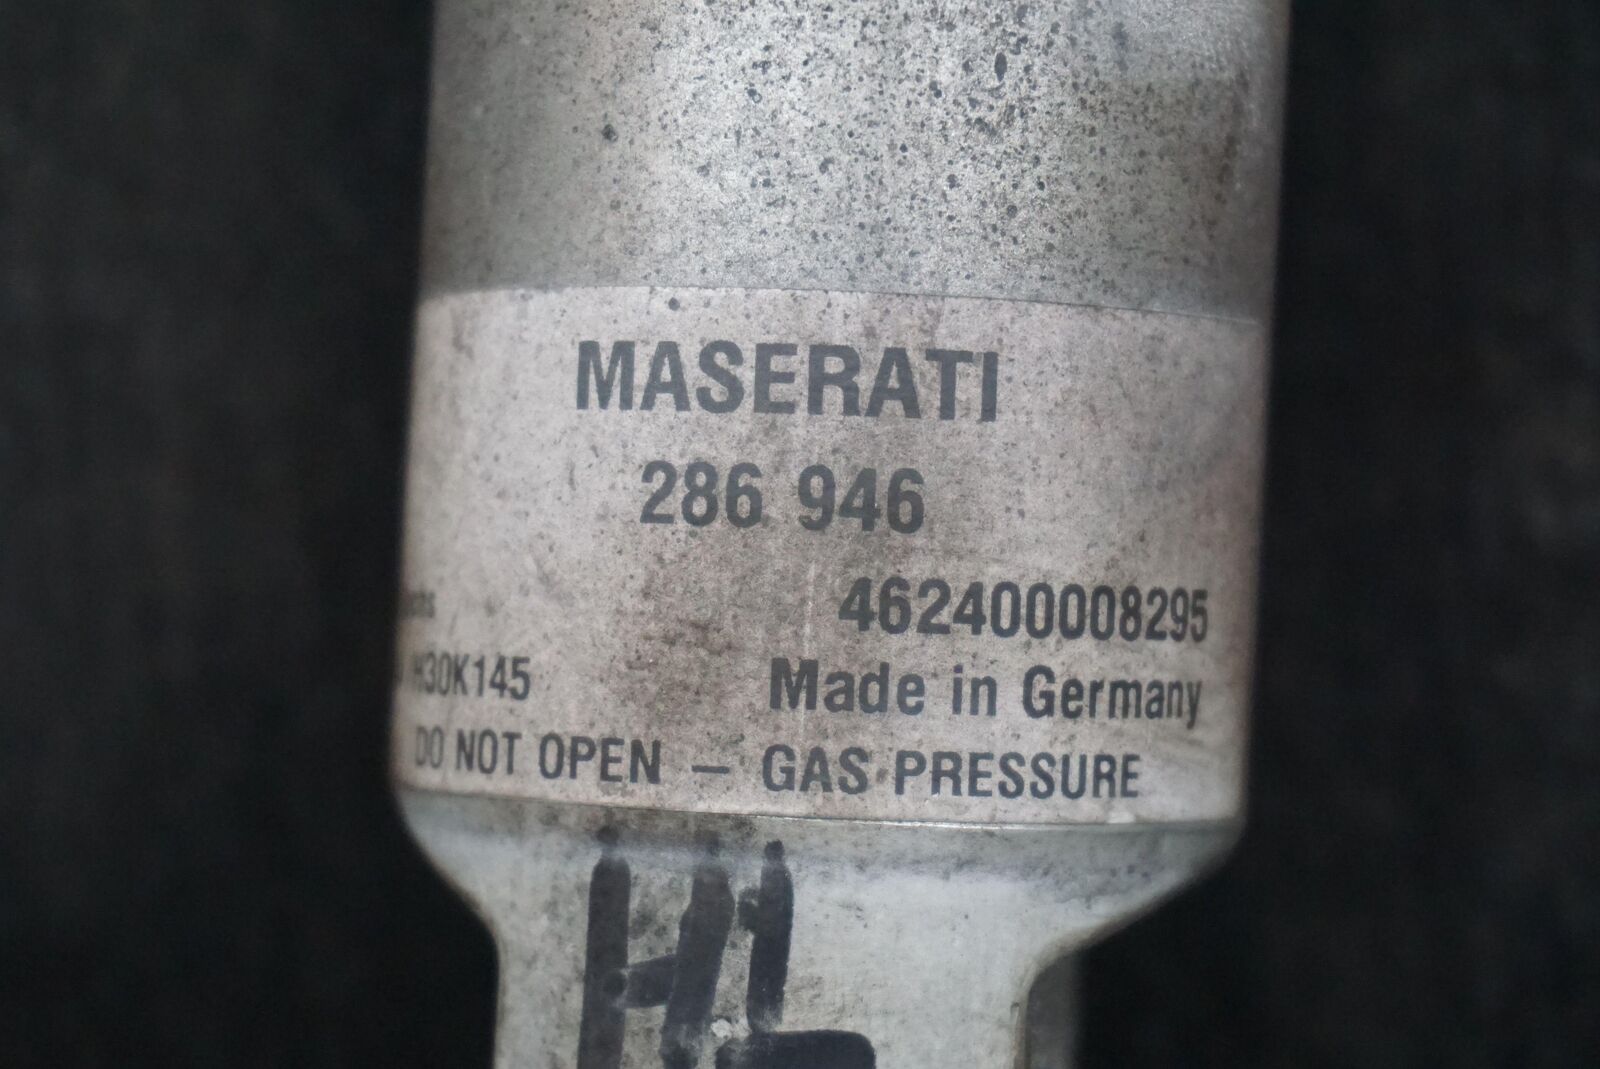 MASERATI
286 946
462400008295
H30K145 Made in Germany
DO NOT OPEN – GAS PRESSURE